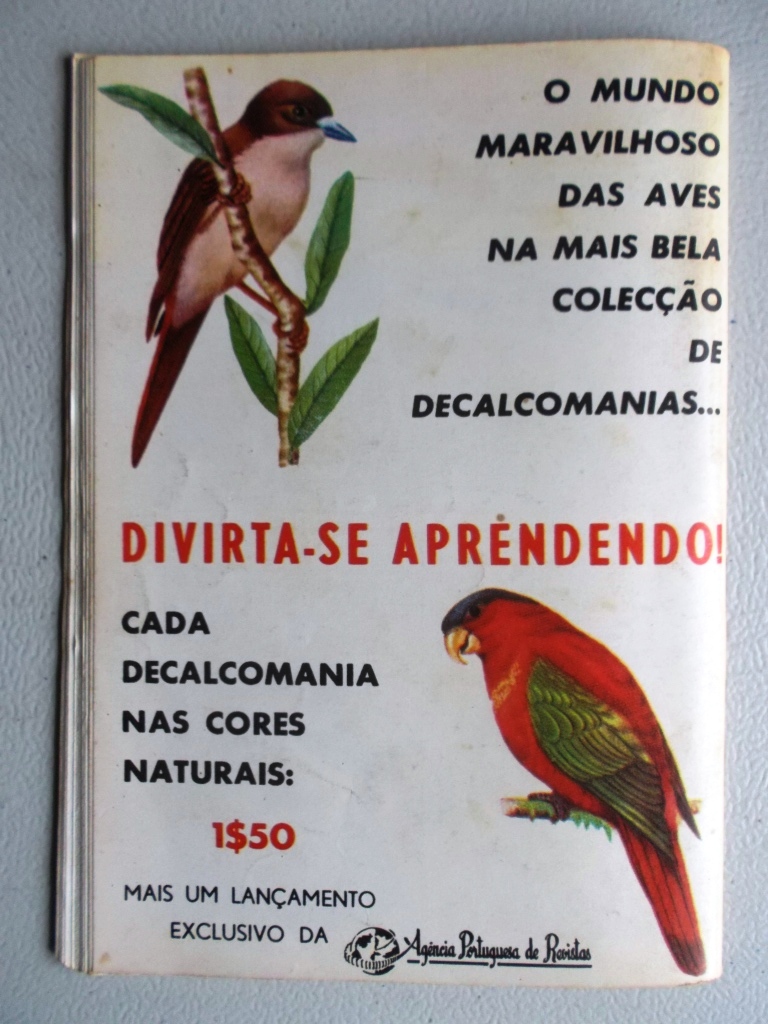 O MUNDO
MARAVILHOSO
DAS AVES
NA MAIS BELA
COLECÇÃO
DE
DECALCOMANIAS...
DIVIRTA-SE APRENDENDO!
CADA
DECALCOMANIA
NAS CORES
NATURAIS:
1$50
MAIS UM LANÇAMENTO
EXCLUSIVO DA Agência Portuguesa de Revistas